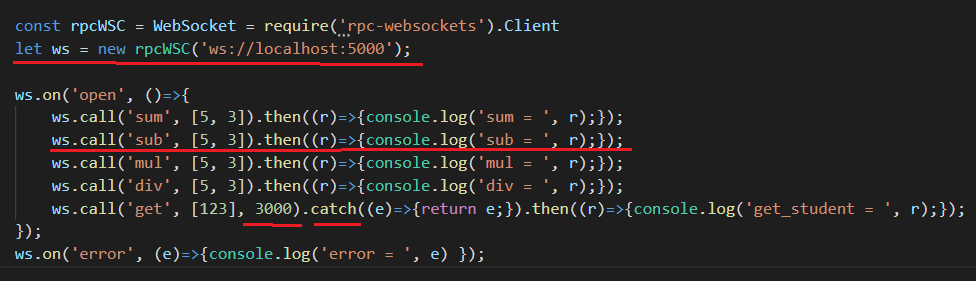 const rpcWSC = WebSocket = require('rpc-websockets').Client
let ws = new rpcWSC('ws://localhost:5000');
ws.on('open', ()=>{
ws.call('sum', [5, 3]).then((r)=>{console.log('sum = ', r);});
ws.call('sub', [5, 3]).then((r)=>{console.log('sub = ', r);});
ws.call('mul', [5, 3]).then((r)=>{console.log('mul = ', r);});
ws.call('div', [5, 3]).then((r)=>{console.log('div = ', r);});
ws.call('get', [123], 3000).catch((e)=>{return e;}).then((r)=>{console.log('get_student = ', r);});
});
ws.on('error', (e)=>{console.log('error = ', e) });